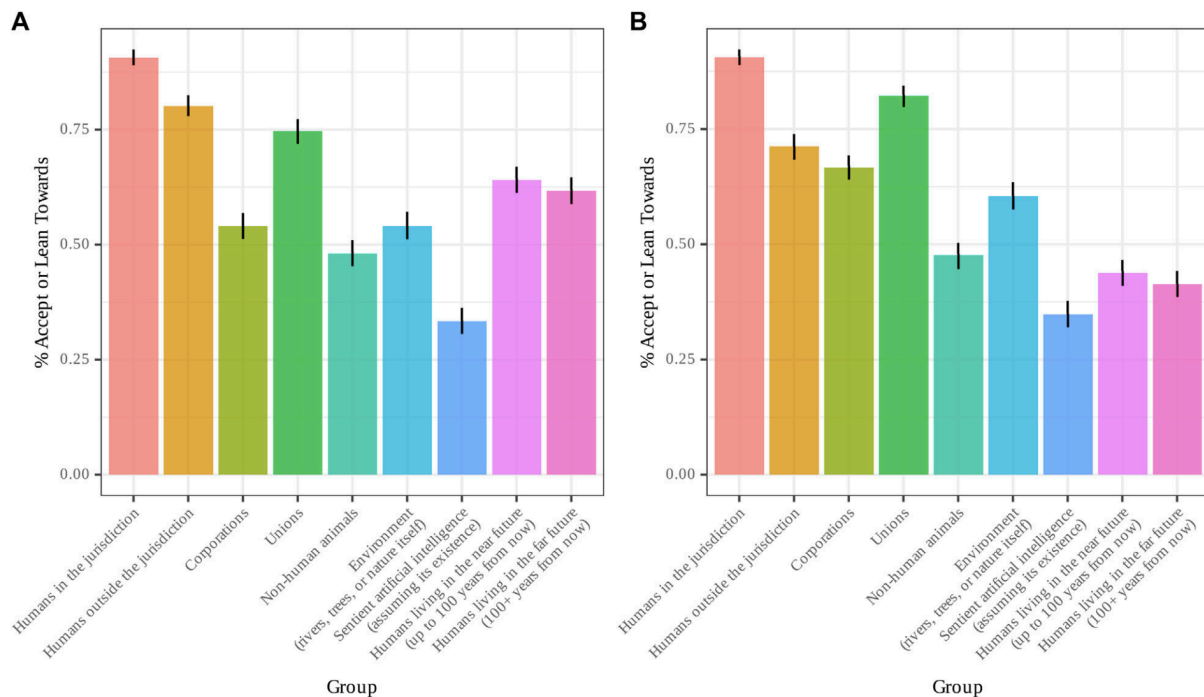 A
% Accept or Lean Towards
0.75
0.50
0.25
0.00
Humans in the jurisdiction
Humans outside the jurisdiction
Corporations
Unions
Non-human animals
Environment
(rivers, trees, or nature itself)
Sentient artificial intelligence
(assuming its existence)
Humans living in the near future
(up to 100 years from now)
Humans living in the far future
(100+ years from now)
Group
B
% Accept or Lean Towards
0.75
0.50
0.25
0.00
Humans in the jurisdiction
Humans outside the jurisdiction
Corporations
Unions
Non-human animals
Environment
(rivers, trees, or nature itself)
Sentient artificial intelligence
(assuming its existence)
Humans living in the near future
(up to 100 years from now)
Humans living in the far future
(100+ years from now)
Group